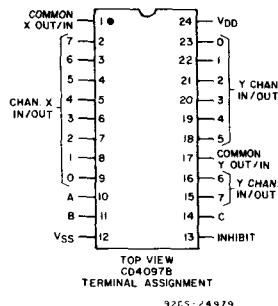 COMMON
X OUT/IN
1
24
VDD
7
2
23
0
6
3
22
1
5
4
21
2
CHAN. X
IN/OUT
4
5
20
3
Y CHAN
IN/OUT
3
6
19
4
2
7
18
5
1
8
17
COMMON
Y OUT/IN
0
9
16
6
A
10
15
7
Y CHAN.
IN/OUT
B
11
14
C
VSS
12
13
INHIBIT
TOP VIEW
CD4097B
TERMINAL ASSIGNMENT
92CS-24979